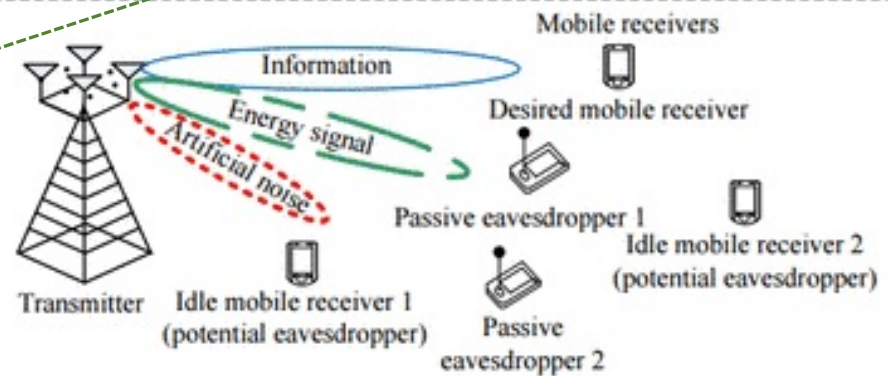 Mobile receivers
Information
Desired mobile receiver
Energy signal
Artificial noise
Passive eavesdropper 1
Idle mobile receiver 2
(potential eavesdropper)
Transmitter
Idle mobile receiver 1
(potential eavesdropper)
Passive
eavesdropper 2